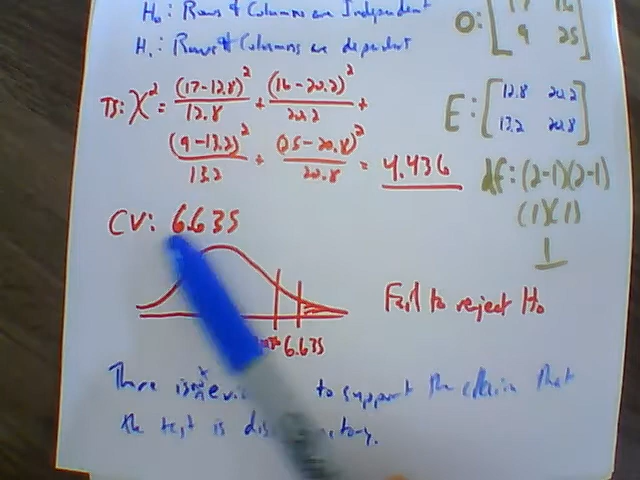 H₀: Rows & Columns are Independent
H₁: Rows & Columns are dependent
O: [17 16
9 25]
TS: χ² = (17-12.8)²/12.8 + (16-20.2)²/20.2 +
(9-13.2)²/13.2 + (25-20.8)²/20.8 = 4.436
E: [12.8 20.2
13.2 20.8]
df: (2-1)(2-1)
(1)(1)
1
CV: 6.635
6.635
Fail to reject H₀
There is to support the claim that
the test is